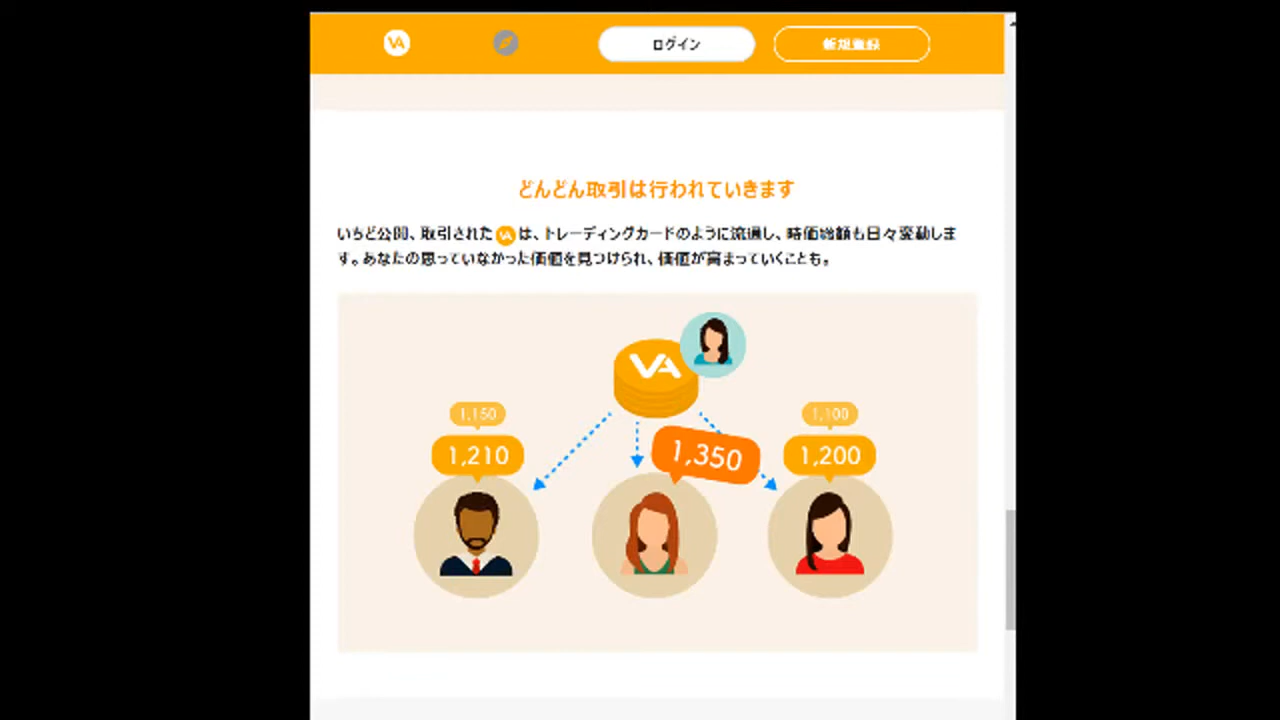 VA
ログイン
新規登録
どんどん取引は行われていきます
いちど公開、取引された VA は、トレーディングカードのように流通し、時価総額も日々変動しま
す。あなたの思っていなかった価値を見つけられ、価値が高まっていくことも。
VA
1,150
1,100
1,210
1,350
1,200